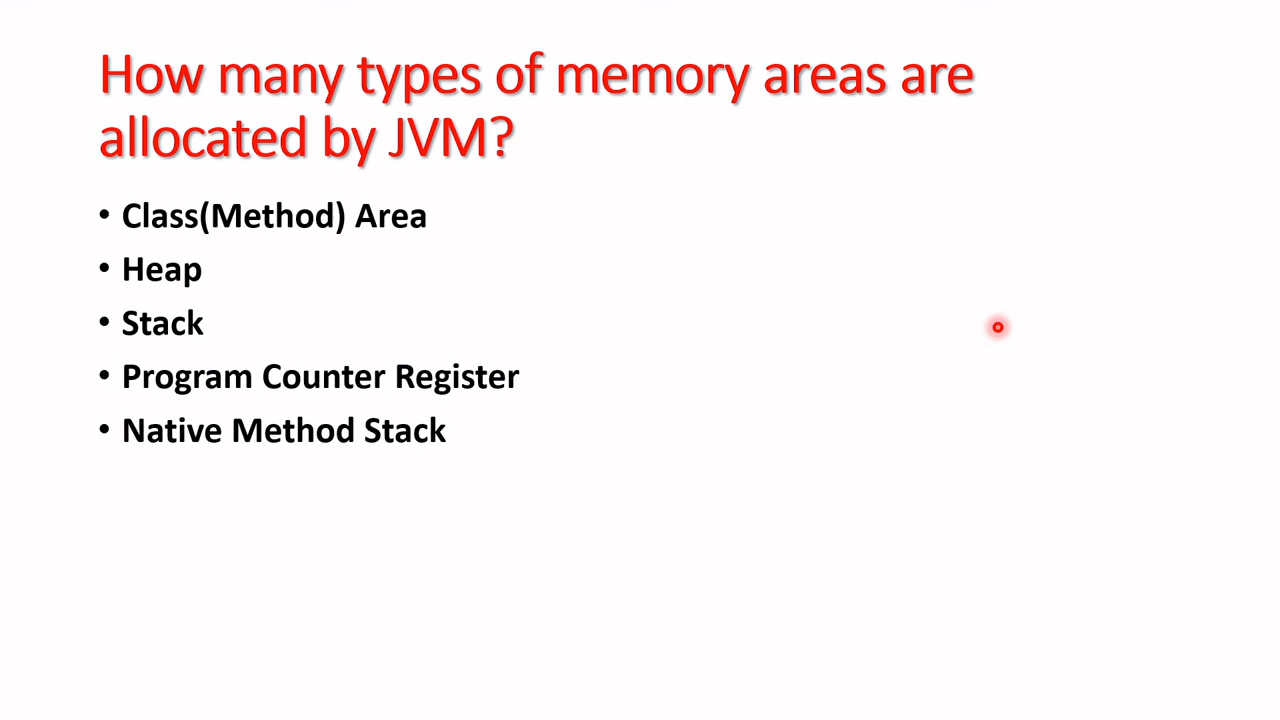 How many types of memory areas are
allocated by JVM?
• Class(Method) Area
• Heap
• Stack
• Program Counter Register
• Native Method Stack